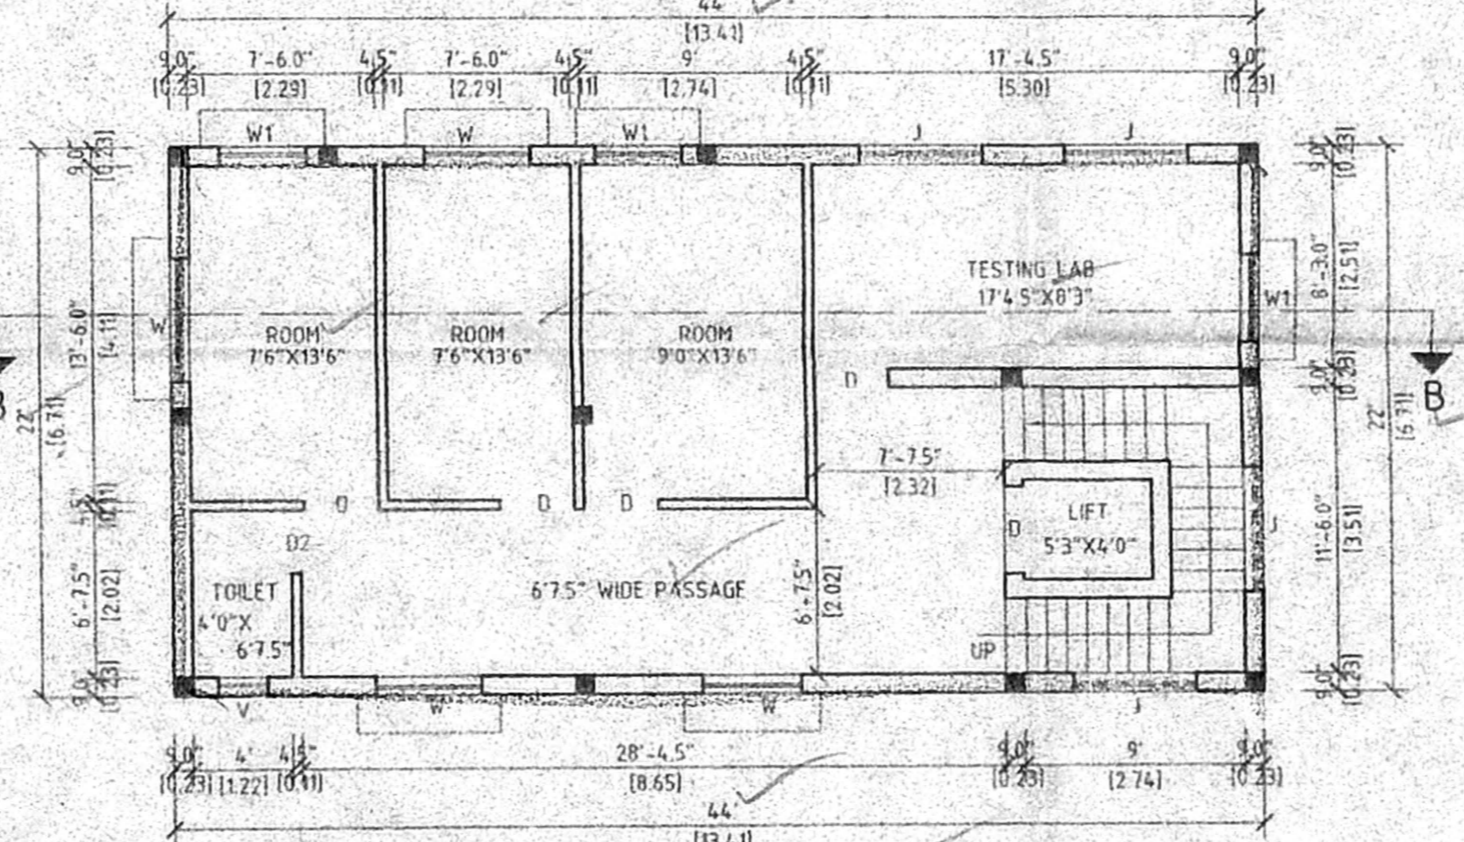 44'
[13.41]
9.0" 7'-6.0" 4.5" 7'-6.0" 4.5" 9' 4.5" 17'-4.5" 9.0"
[0.23] [2.29] [0.11] [2.29] [0.11] [2.74] [0.11] [5.30] [0.23]
W1 W W1 J J
9.0"
[0.23]
9.0"
[0.23]
TESTING LAB
17'4.5"X8'3"
W1
8'-3.0"
[2.51]
W
13'-6.0"
[4.11]
ROOM
7'6"X13'6"
ROOM
7'6"X13'6"
ROOM
9'0"X13'6"
D
9.0"
[0.23]
B
22'
[6.71]
22'
[6.71]
7'-7.5"
[2.32]
4.5"
[0.11]
D D D
LIFT
5'3"X4'0"
D
J
11'-6.0"
[3.51]
D2
TOILET
4'0"X
6'7.5"
6'7.5" WIDE PASSAGE
6'-7.5"
[2.02]
6'-7.5"
[2.02]
UP
9.0"
[0.23]
9.0"
[0.23]
V W W J
9.0" 4' 4.5" 28'-4.5" 9.0" 9' 9.0"
[0.23] [1.22] [0.11] [8.65] [0.23] [2.74] [0.23]
44'
[13.41]